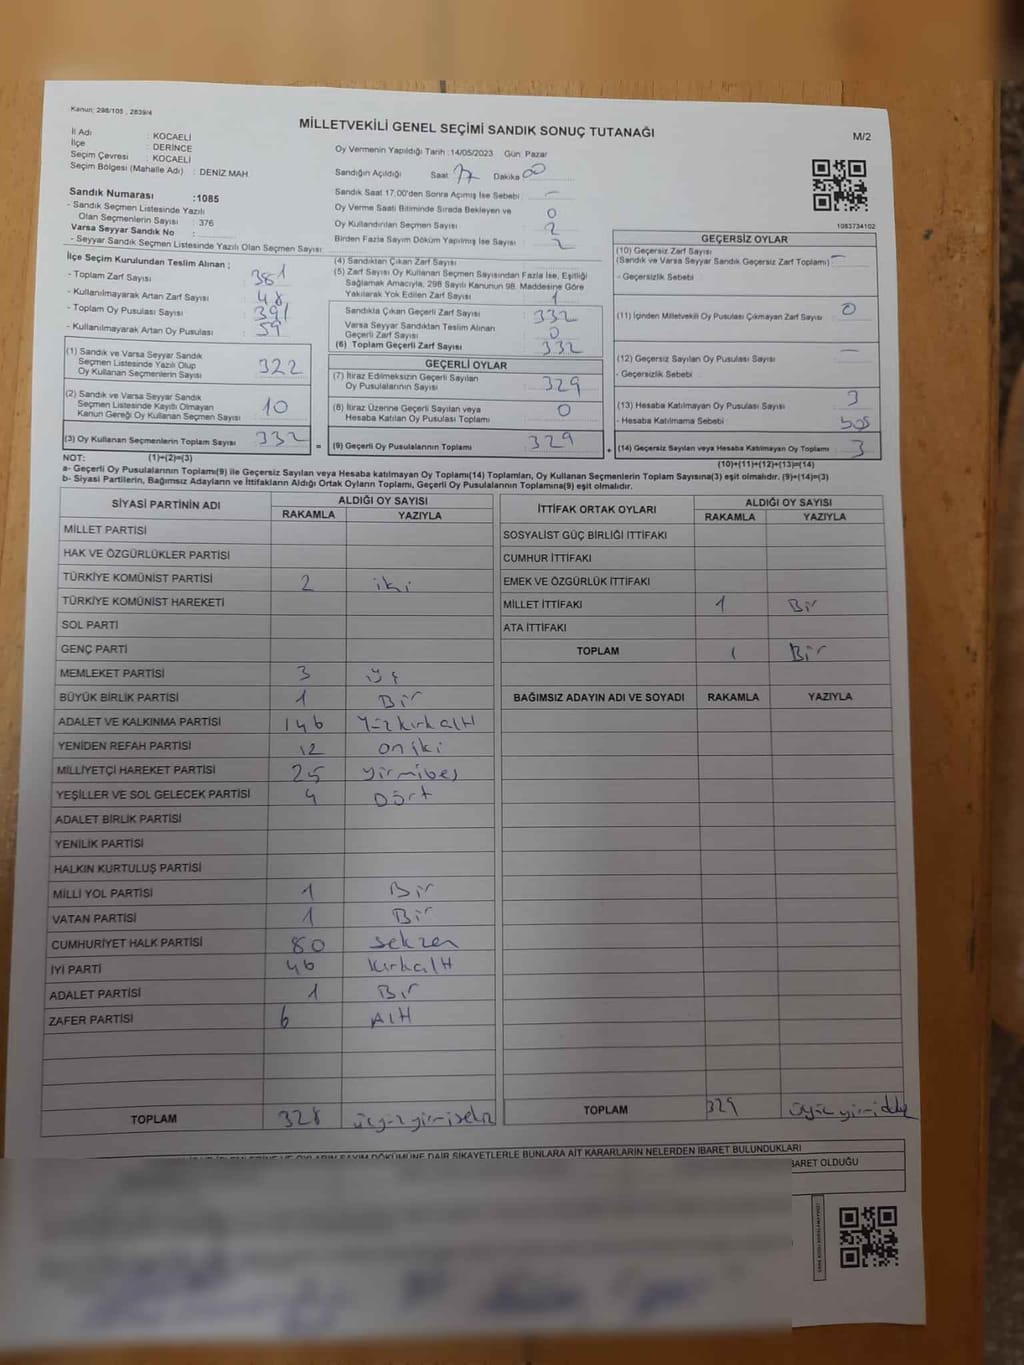 Kanun; 298/105 , 2839/4
MİLLETVEKİLİ GENEL SEÇİMİ SANDIK SONUÇ TUTANAĞI
M/2
İl Adı : KOCAELİ
İlçe : DERİNCE
Seçim Çevresi : KOCAELİ
Seçim Bölgesi (Mahalle Adı) : DENİZ MAH.
Sandık Numarası :1085
- Sandık Seçmen Listesinde Yazılı
Olan Seçmenlerin Sayısı : 376
Varsa Seyyar Sandık No :
- Seyyar Sandık Seçmen Listesinde Yazılı Olan Seçmen Sayısı:
Oy Vermenin Yapıldığı Tarih :14/05/2023 Gün: Pazar
Sandığın Açıldığı Saat 17 Dakika 00
Sandık Saat 17.00'den Sonra Açılmış İse Sebebi : -
Oy Verme Saati Bitiminde Sırada Bekleyen ve
Oy Kullandırılan Seçmen Sayısı : 0
Birden Fazla Sayım Döküm Yapılmış İse Sayısı : 2
1083734102
İlçe Seçim Kurulundan Teslim Alınan ;
- Toplam Zarf Sayısı : 381
- Kullanılmayarak Artan Zarf Sayısı : 48
- Toplam Oy Pusulası Sayısı : 391
- Kullanılmayarak Artan Oy Pusulası : 59
(1) Sandık ve Varsa Seyyar Sandık
Seçmen Listesinde Yazılı Olup
Oy Kullanan Seçmenlerin Sayısı : 322
(2) Sandık ve Varsa Seyyar Sandık
Seçmen Listesinde Kayıtlı Olmayan
Kanun Gereği Oy Kullanan Seçmen Sayısı : 10
(3) Oy Kullanan Seçmenlerin Toplam Sayısı : 332
(4) Sandıktan Çıkan Zarf Sayısı :
(5) Zarf Sayısı Oy Kullanan Seçmen Sayısından Fazla İse, Eşitliği
Sağlamak Amacıyla, 298 Sayılı Kanunun 98. Maddesine Göre
Yakılarak Yok Edilen Zarf Sayısı : 1
Sandıkla Çıkan Geçerli Zarf Sayısı : 332
Varsa Seyyar Sandıktan Teslim Alınan
Geçerli Zarf Sayısı : 0
(6) Toplam Geçerli Zarf Sayısı : 332
GEÇERLİ OYLAR
(7) İtiraz Edilmeksizin Geçerli Sayılan
Oy Pusulalarının Sayısı : 329
(8) İtiraz Üzerine Geçerli Sayılan veya
Hesaba Katılan Oy Pusulası Toplamı : 0
= (9) Geçerli Oy Pusulalarının Toplamı : 329
GEÇERSİZ OYLAR
(10) Geçersiz Zarf Sayısı
(Sandık ve Varsa Seyyar Sandık Geçersiz Zarf Toplamı) : -
- Geçersizlik Sebebi :
(11) İçinden Milletvekili Oy Pusulası Çıkmayan Zarf Sayısı : 0
(12) Geçersiz Sayılan Oy Pusulası Sayısı : -
- Geçersizlik Sebebi :
(13) Hesaba Katılmayan Oy Pusulası Sayısı : 3
- Hesaba Katılmama Sebebi : boş
+ (14) Geçersiz Sayılan veya Hesaba Katılmayan Oy Toplamı : 3
NOT: (1)+(2)=(3)
(10)+(11)+(12)+(13)=(14)
a- Geçerli Oy Pusulalarının Toplamı(9) ile Geçersiz Sayılan veya Hesaba katılmayan Oy Toplamı(14) Toplamları, Oy Kullanan Seçmenlerin Toplam Sayısına(3) eşit olmalıdır. (9)+(14)=(3)
b- Siyasi Partilerin, Bağımsız Adayların ve İttifakların Aldığı Ortak Oyların Toplamı, Geçerli Oy Pusulalarının Toplamına(9) eşit olmalıdır.
SİYASİ PARTİNİN ADI ALDIĞI OY SAYISI
RAKAMLA YAZIYLA
MİLLET PARTİSİ
HAK VE ÖZGÜRLÜKLER PARTİSİ
TÜRKİYE KOMÜNİST PARTİSİ 2 iki
TÜRKİYE KOMÜNİST HAREKETİ
SOL PARTİ
GENÇ PARTİ
MEMLEKET PARTİSİ 3 üç
BÜYÜK BİRLİK PARTİSİ 1 Bir
ADALET VE KALKINMA PARTİSİ 146 Yüzkırkaltı
YENİDEN REFAH PARTİSİ 12 oniki
MİLLİYETÇİ HAREKET PARTİSİ 25 yirmibeş
YEŞİLLER VE SOL GELECEK PARTİSİ 4 Dört
ADALET BİRLİK PARTİSİ
YENİLİK PARTİSİ
HALKIN KURTULUŞ PARTİSİ
MİLLİ YOL PARTİSİ 1 Bir
VATAN PARTİSİ 1 Bir
CUMHURİYET HALK PARTİSİ 80 seksen
İYİ PARTİ 46 kırkaltı
ADALET PARTİSİ 1 Bir
ZAFER PARTİSİ 6 Altı
TOPLAM 328 üçyüzyirmisekiz
İTTİFAK ORTAK OYLARI ALDIĞI OY SAYISI
RAKAMLA YAZIYLA
SOSYALİST GÜÇ BİRLİĞİ İTTİFAKI
CUMHUR İTTİFAKI
EMEK VE ÖZGÜRLÜK İTTİFAKI
MİLLET İTTİFAKI 1 Bir
ATA İTTİFAKI
TOPLAM 1 Bir
BAĞIMSIZ ADAYIN ADI VE SOYADI RAKAMLA YAZIYLA
TOPLAM 329
DAİR ŞİKAYETLERLE BUNLARA AİT KARARLARIN NELERDEN İBARET BULUNDUKLARI
OLDUĞU